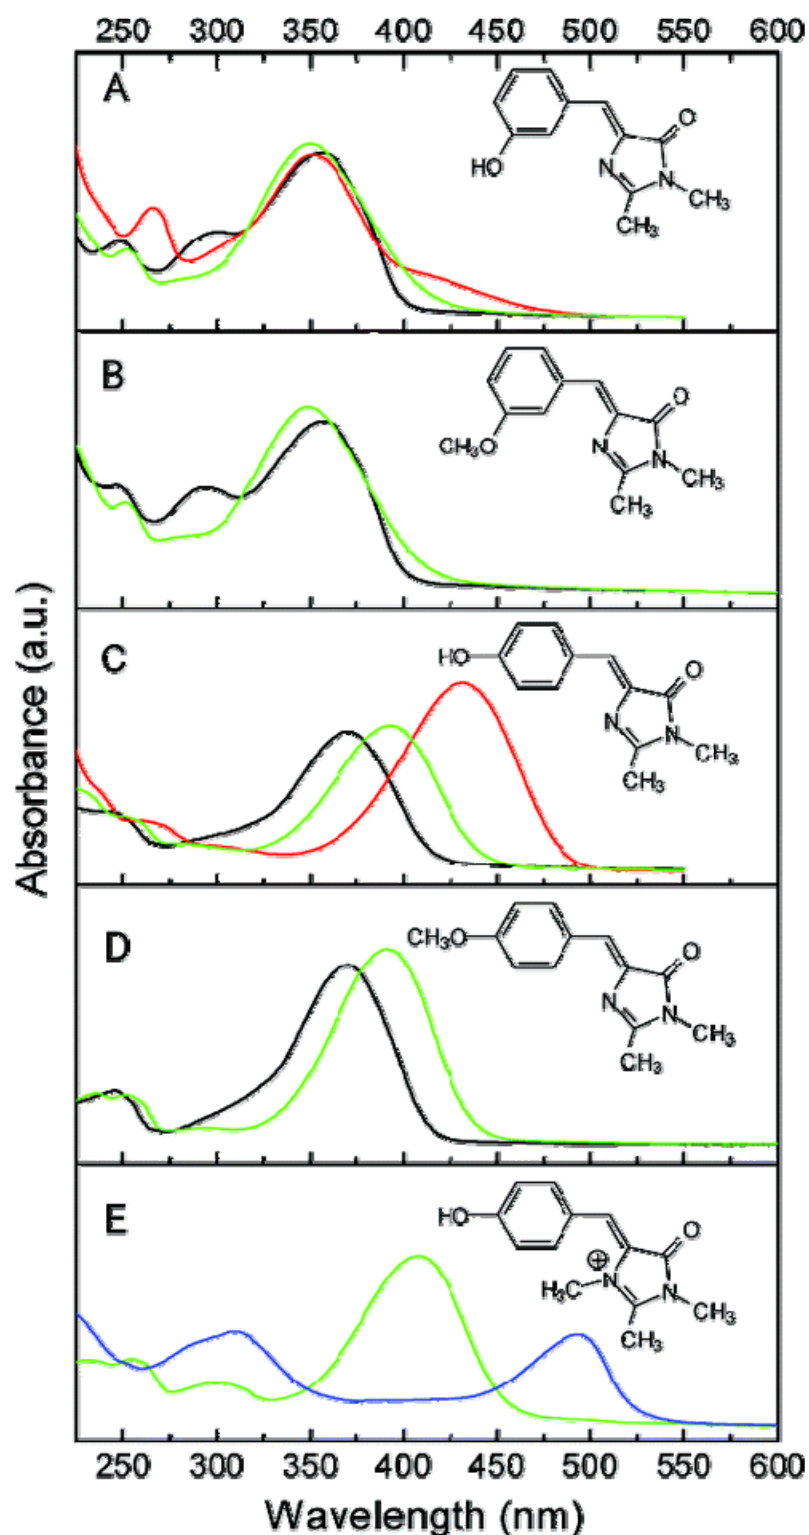 250 300 350 400 450 500 550 600
A
O
HO
N
N
CH₃
CH₃
B
O
CH₃O
N
N
CH₃
CH₃
C
HO
O
N
N
CH₃
CH₃
D
CH₃O
O
N
N
CH₃
CH₃
E
HO
O
⊕
H₃C
N
N
CH₃
CH₃
250 300 350 400 450 500 550 600
Wavelength (nm)
Absorbance (a.u.)